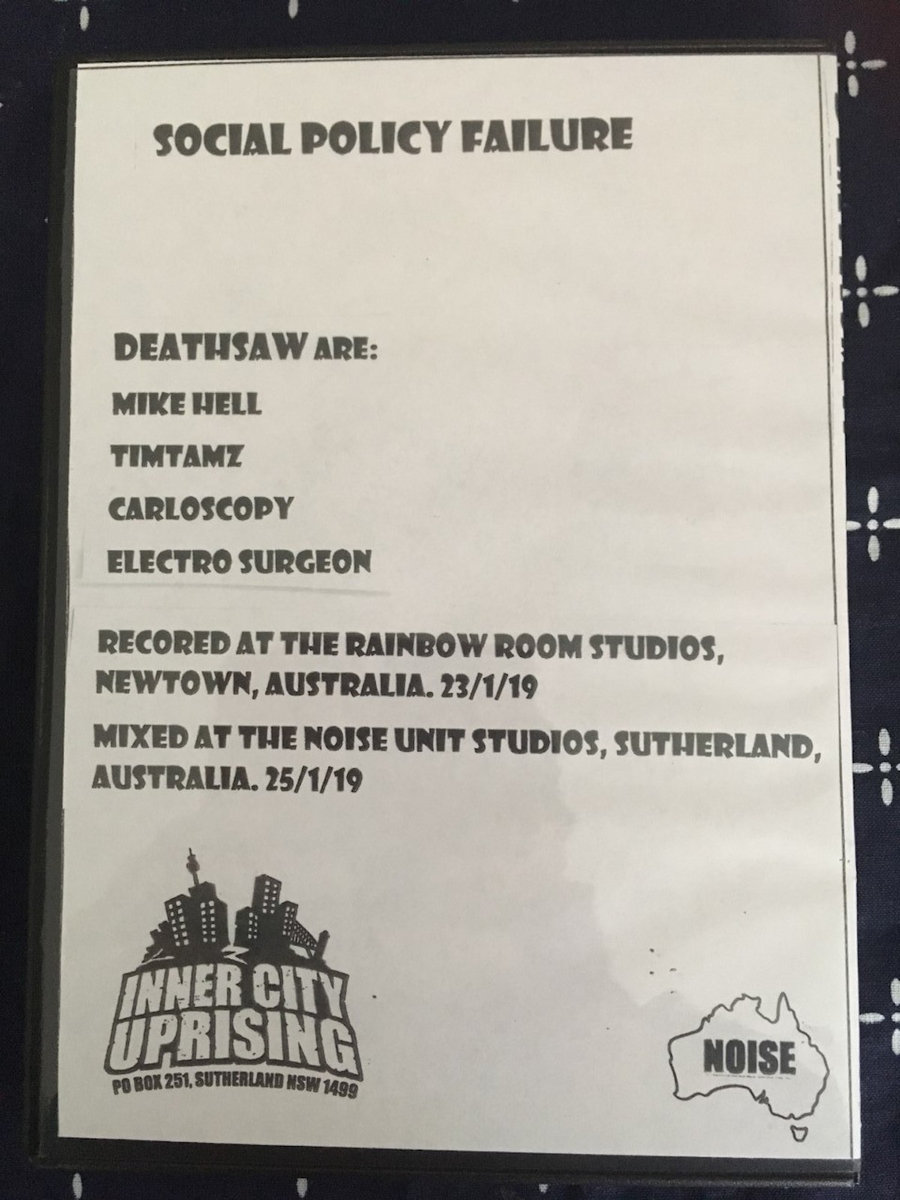 SOCIAL POLICY FAILURE
DEATHSAW ARE:
MIKE HELL
TIMTAMZ
CARLOSCOPY
ELECTRO SURGEON
RECORED AT THE RAINBOW ROOM STUDIOS,
NEWTOWN, AUSTRALIA. 23/1/19
MIXED AT THE NOISE UNIT STUDIOS, SUTHERLAND,
AUSTRALIA. 25/1/19
INNER CITY
UPRISING
PO BOX 251, SUTHERLAND NSW 1499
NOISE